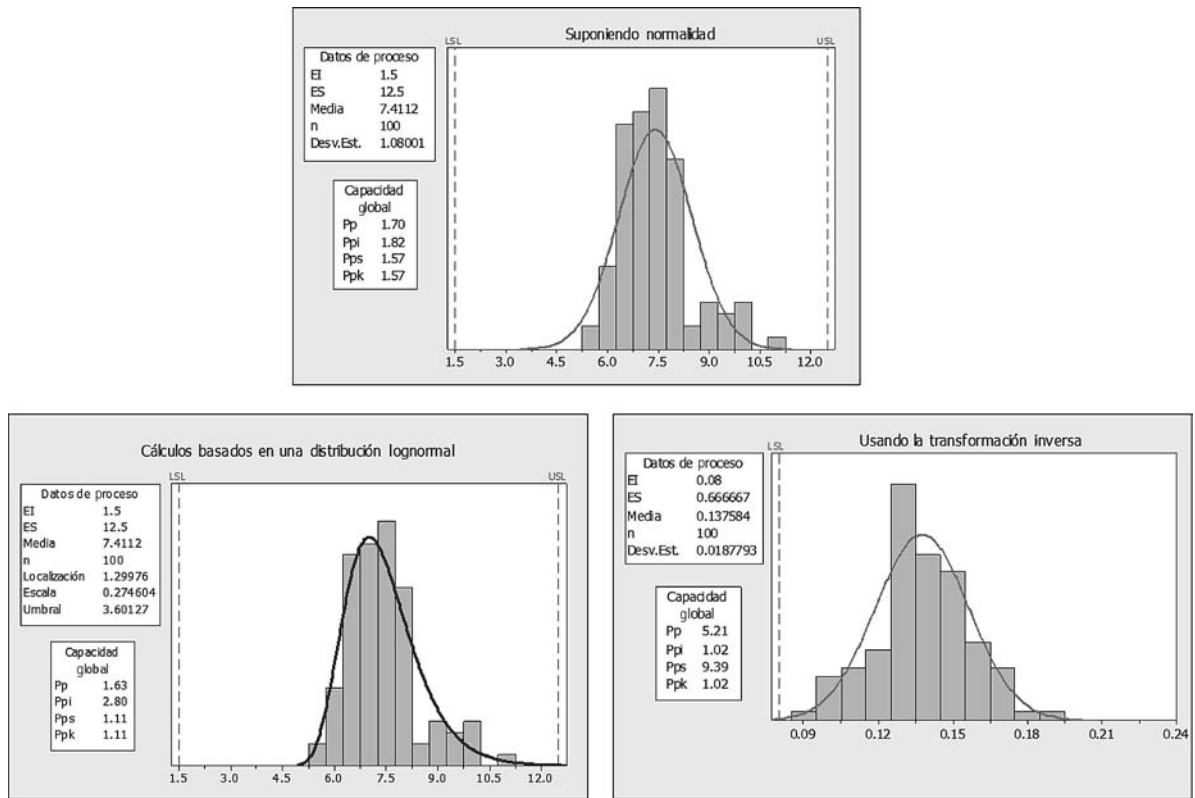 Suponiendo normalidad
LSL
USL
Datos de proceso
EI 1.5
ES 12.5
Media 7.4112
n 100
Desv.Est. 1.08001
Capacidad
global
Pp 1.70
Ppi 1.82
Pps 1.57
Ppk 1.57
1.5 3.0 4.5 6.0 7.5 9.0 10.5 12.0
Cálculos basados en una distribución lognormal
LSL
USL
Datos de proceso
EI 1.5
ES 12.5
Media 7.4112
n 100
Localización 1.29976
Escala 0.274604
Umbral 3.60127
Capacidad
global
Pp 1.63
Ppi 2.80
Pps 1.11
Ppk 1.11
1.5 3.0 4.5 6.0 7.5 9.0 10.5 12.0
Usando la transformación inversa
LSL
Datos de proceso
EI 0.08
ES 0.666667
Media 0.137584
n 100
Desv.Est. 0.0187793
Capacidad
global
Pp 5.21
Ppi 1.02
Pps 9.39
Ppk 1.02
0.09 0.12 0.15 0.18 0.21 0.24